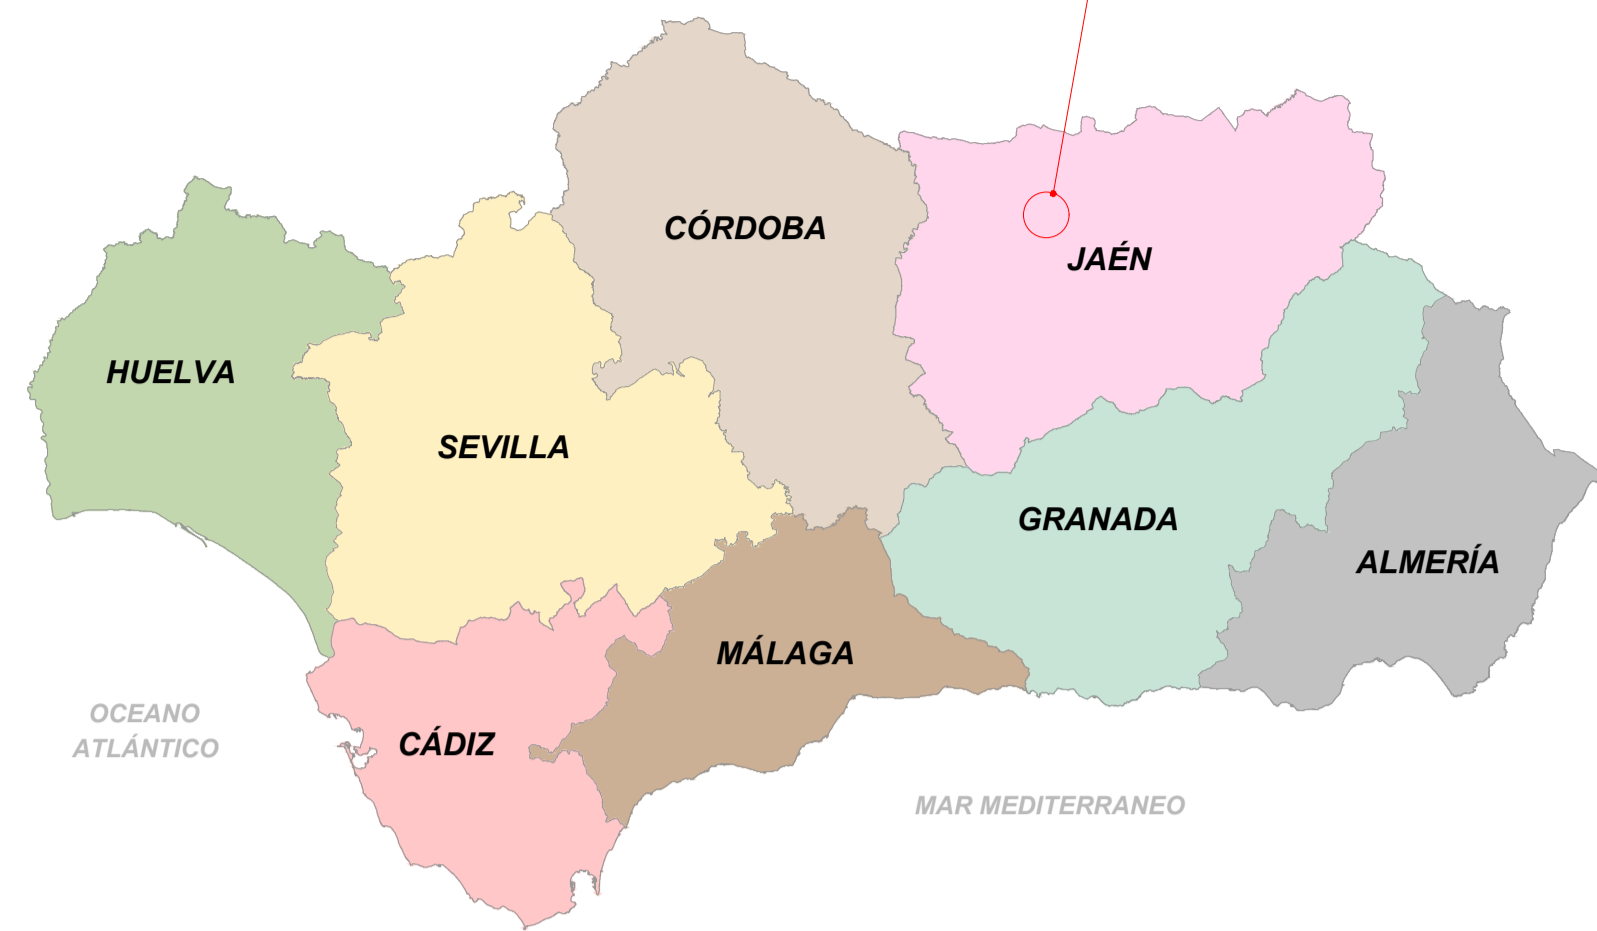 CÓRDOBA
JAÉN
HUELVA
SEVILLA
GRANADA
ALMERÍA
MÁLAGA
OCEANO
ATLÁNTICO
CÁDIZ
MAR MEDITERRANEO